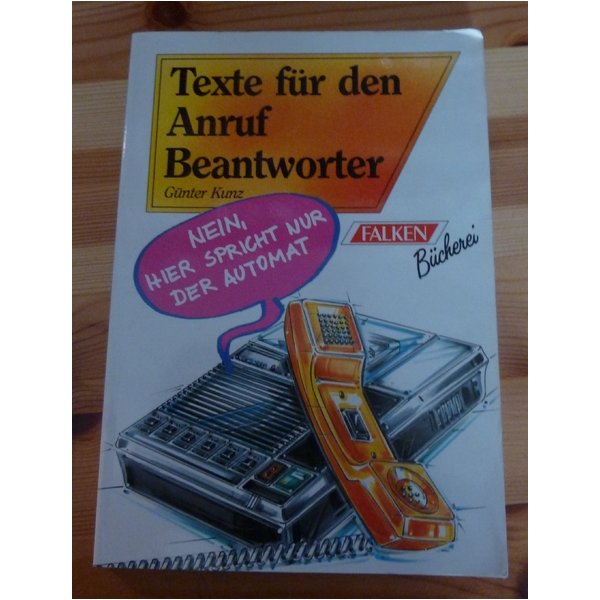 Texte für den
Anruf
Beantworter
Günter Kunz
NEIN,
HIER SPRICHT NUR
DER AUTOMAT
FALKEN
Bücherei